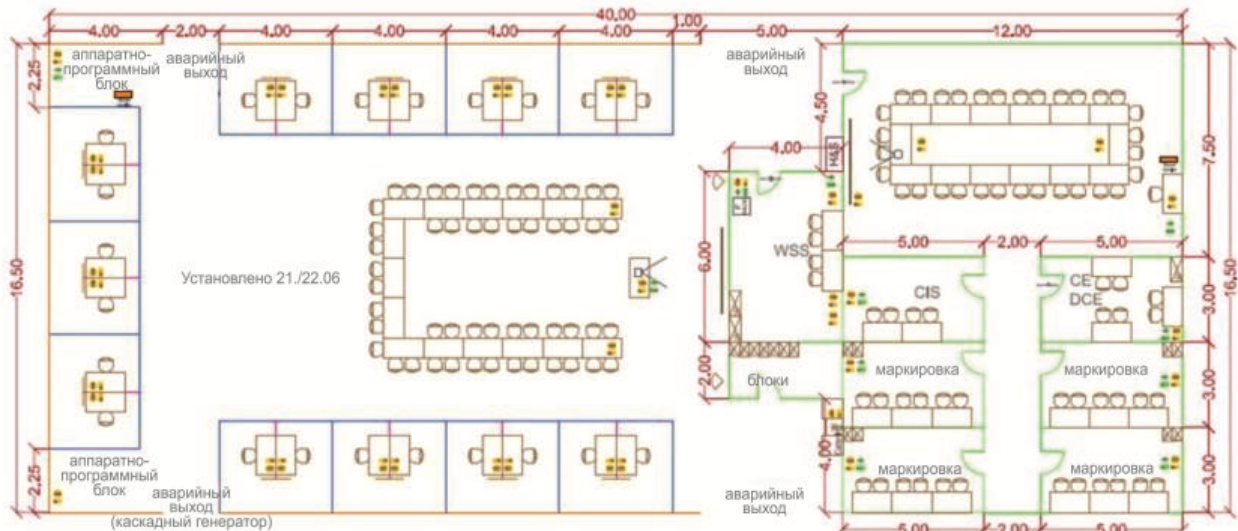 40.00
4.00 2.00 4.00 4.00 4.00 4.00 1.00 5.00 12.00
2,25
аппаратно-
программный
блок
аварийный
выход
аварийный
выход
4.50
16.50
7.50
16.50
4.00
H&S
6.00
WSS
5.00 2.00 5.00
Установлено 21./22.06
CIS
CE
DCE
3.00
2.00
блоки
маркировка
маркировка
3.00
4.00
маркировка
маркировка
3.00
2,25
аппаратно-
программный
блок
аварийный
выход
(каскадный генератор)
аварийный
выход
5.00 2.00 5.00